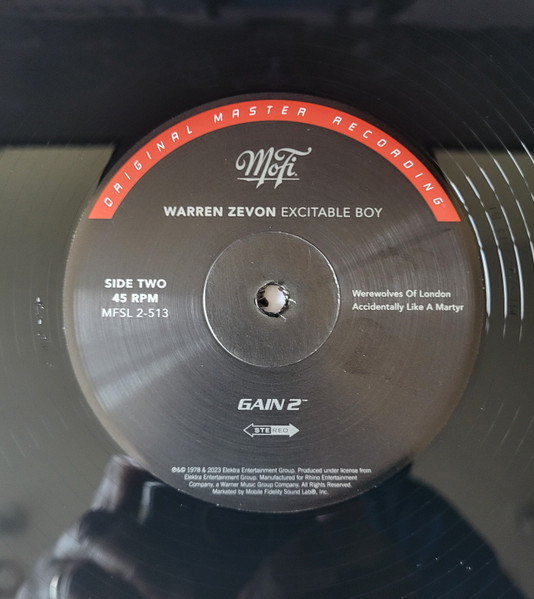 ORIGINAL MASTER RECORDING
MoFi
WARREN ZEVON EXCITABLE BOY
SIDE TWO
45 RPM
MFSL 2-513
Werewolves Of London
Accidentally Like A Martyr
GAIN 2™
STEREO
℗&© 1978 & 2023 Elektra Entertainment Group. Produced under license from
Elektra Entertainment Group. Manufactured for Rhino Entertainment
Company, a Warner Music Group Company. All Rights Reserved.
Marketed by Mobile Fidelity Sound Lab®, Inc.